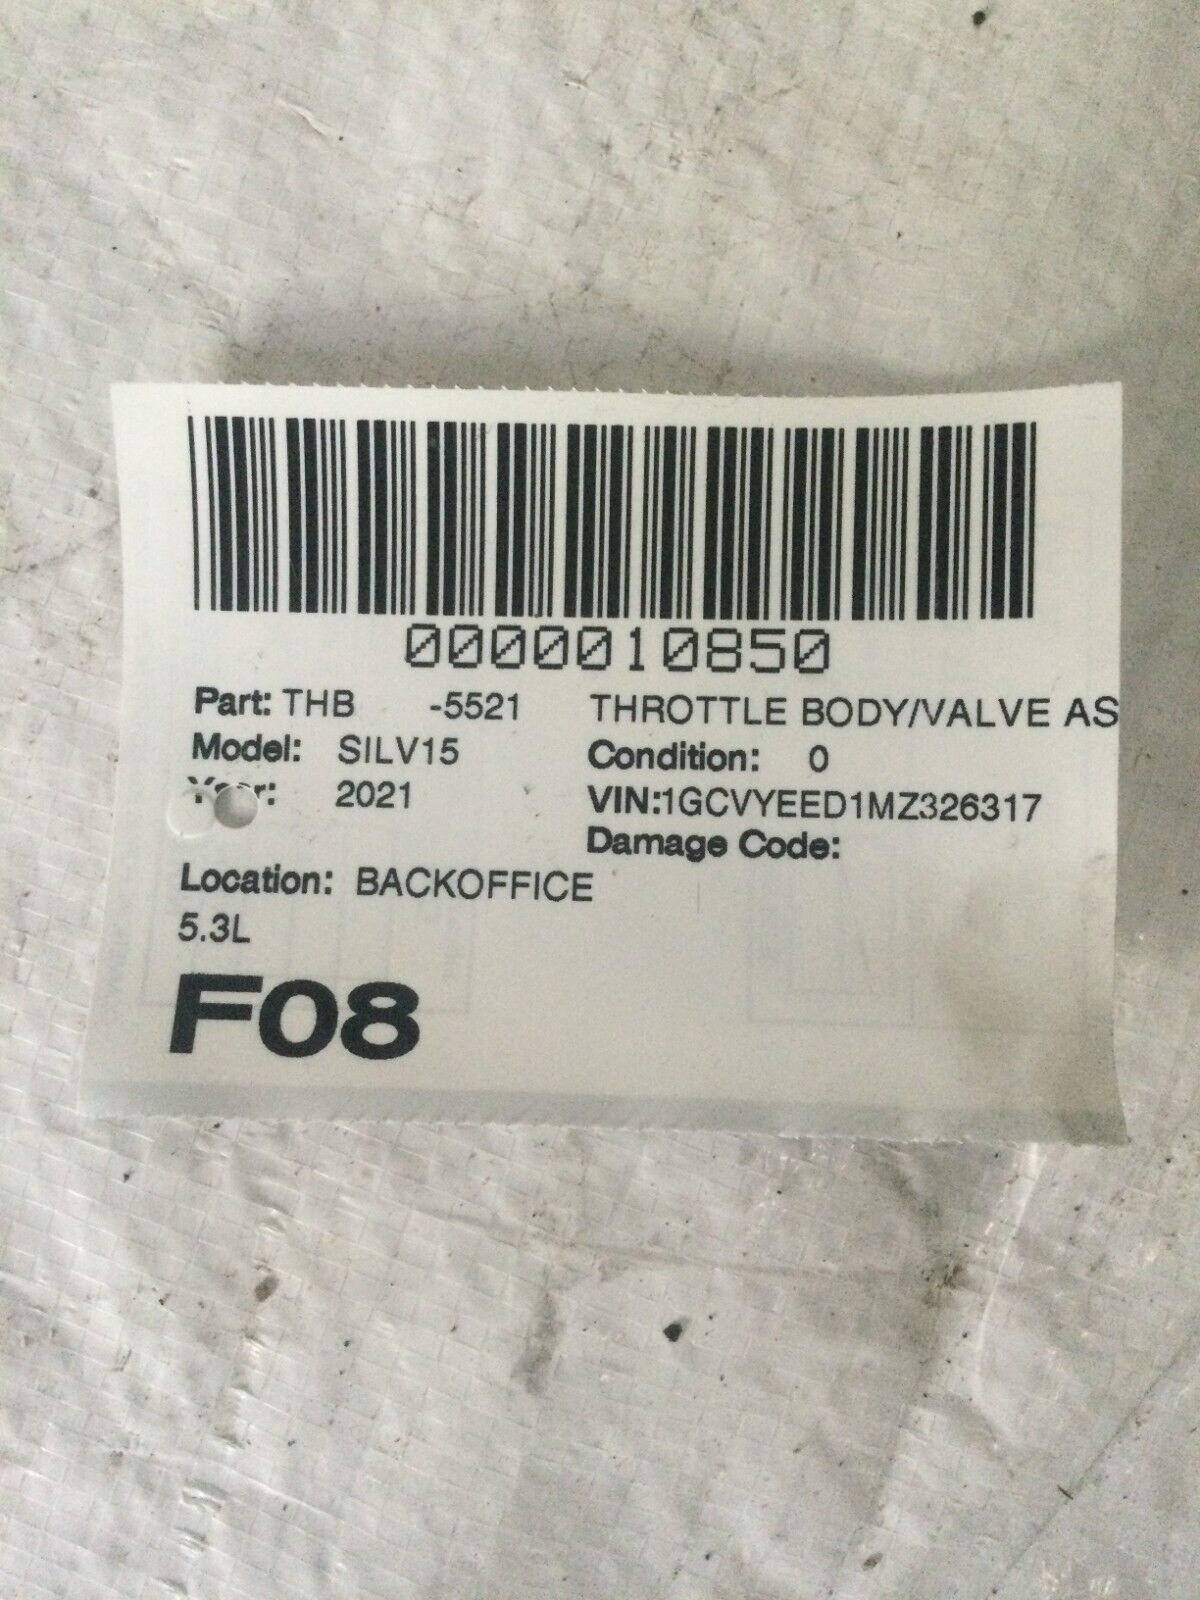 0000010850
Part: THB -5521 THROTTLE BODY/VALVE AS
Model: SILV15 Condition: 0
Year: 2021 VIN:1GCVYEED1MZ326317
Damage Code:
Location: BACKOFFICE
5.3L
F08